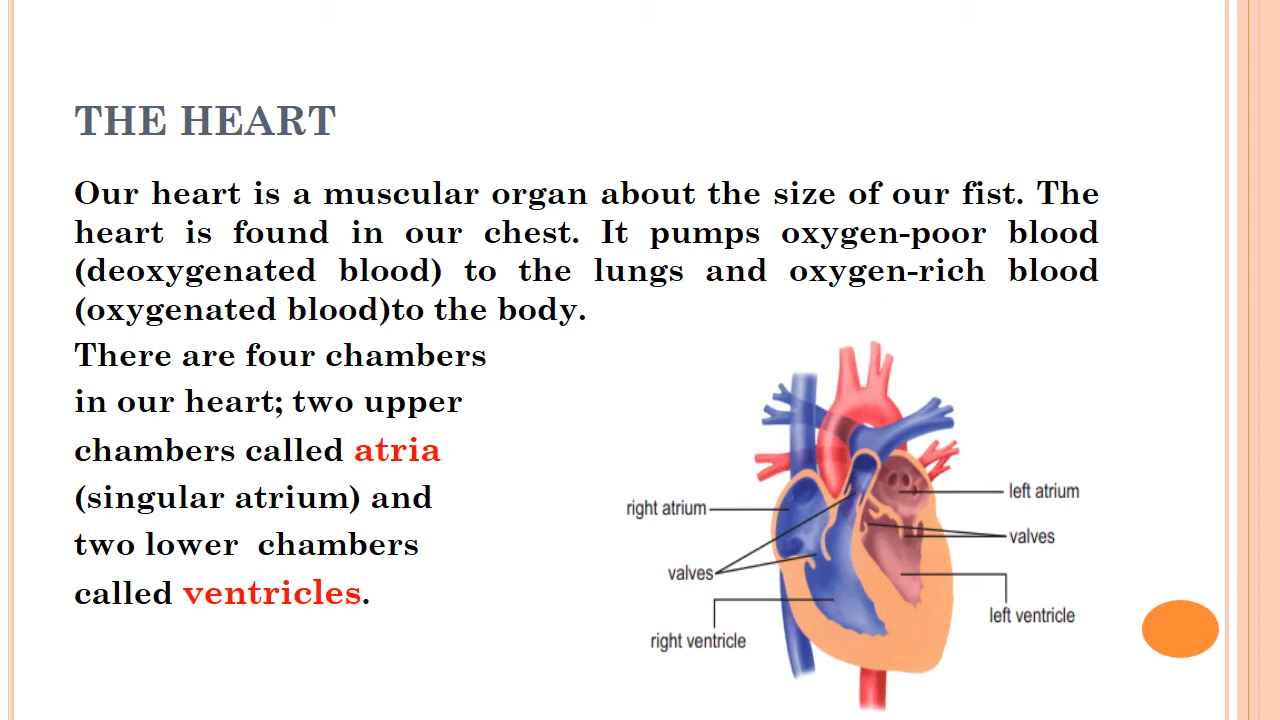 THE HEART
Our heart is a muscular organ about the size of our fist. The
heart is found in our chest. It pumps oxygen-poor blood
(deoxygenated blood) to the lungs and oxygen-rich blood
(oxygenated blood)to the body.
There are four chambers
in our heart; two upper
chambers called atria
(singular atrium) and
two lower chambers
called ventricles.
right atrium
valves
right ventricle
left atrium
valves
left ventricle